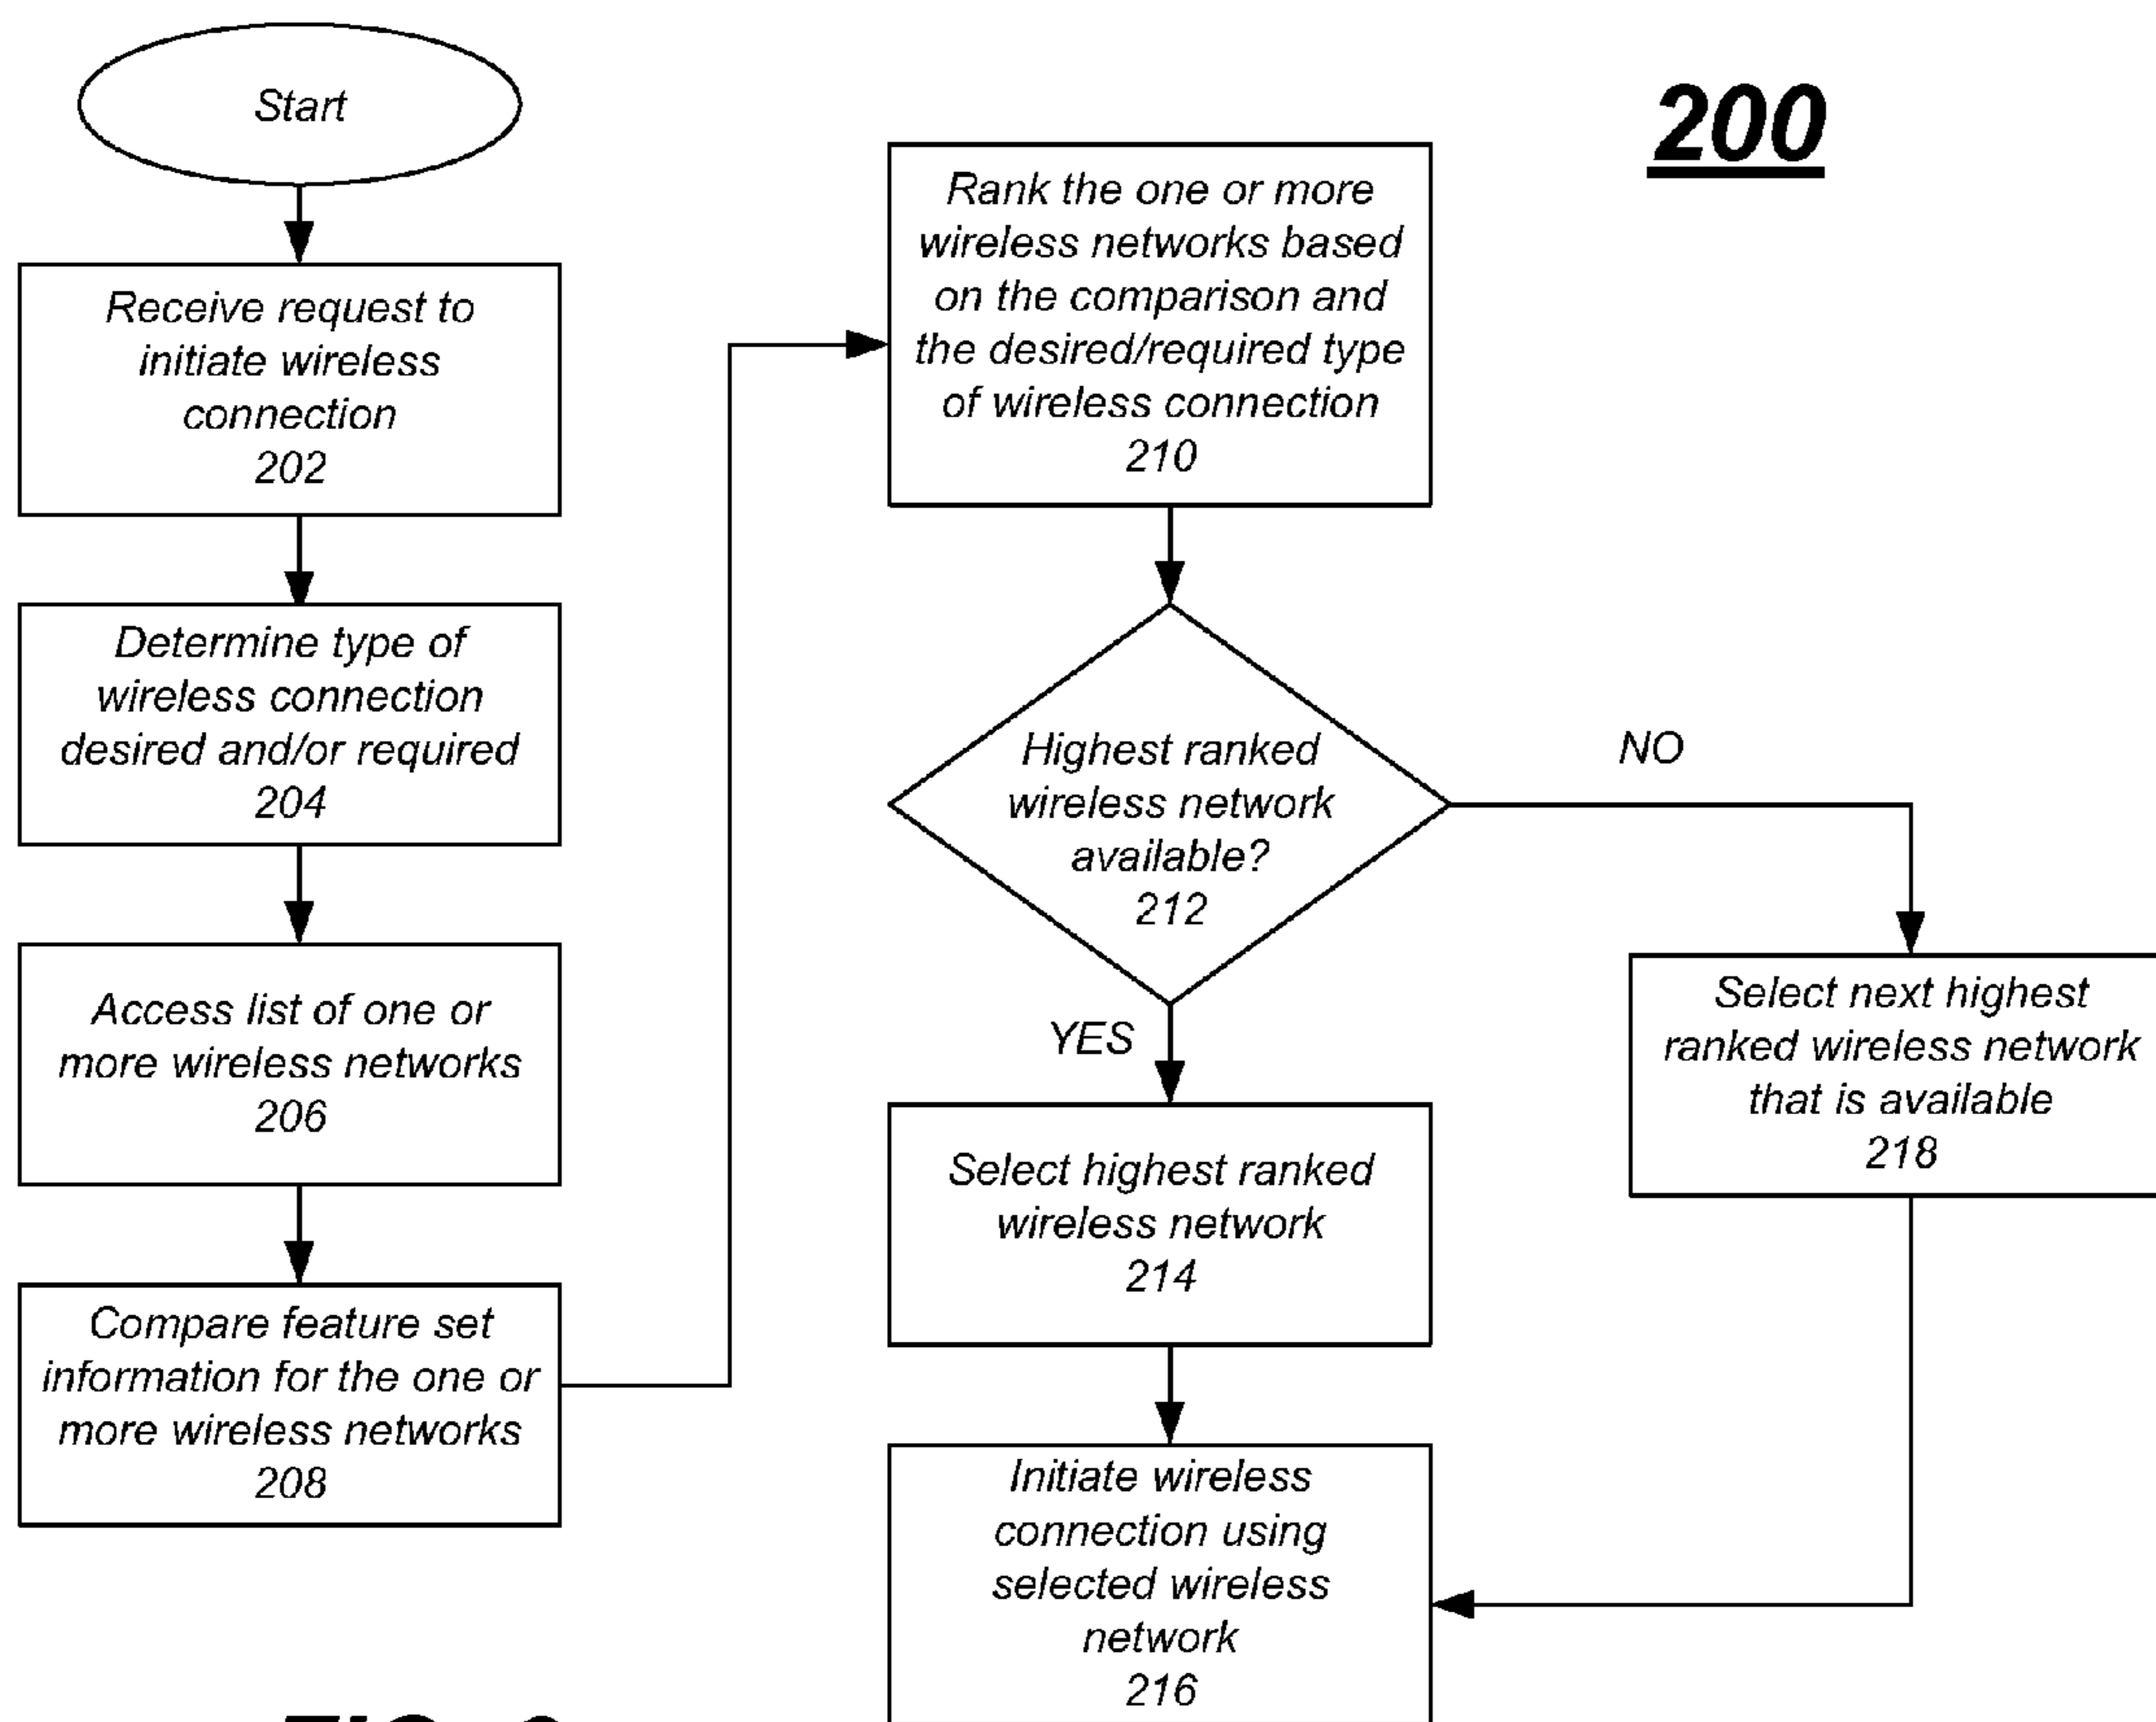 Start
Receive request to
initiate wireless
connection
202
Determine type of
wireless connection
desired and/or required
204
Access list of one or
more wireless networks
206
Compare feature set
information for the one or
more wireless networks
208
200
Rank the one or more
wireless networks based
on the comparison and
the desired/required type
of wireless connection
210
Highest ranked
wireless network
available?
212
NO
YES
Select highest ranked
wireless network
214
Select next highest
ranked wireless network
that is available
218
Initiate wireless
connection using
selected wireless
network
216